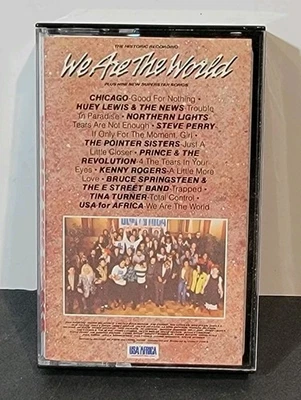 THE HISTORIC RECORDING
We Are The World
PLUS NINE NEW SUPERSTAR SONGS
CHICAGO-Good For Nothing •
HUEY LEWIS & THE NEWS-Trouble
In Paradise • NORTHERN LIGHTS
Tears Are Not Enough • STEVE PERRY-
If Only For The Moment, Girl •
THE POINTER SISTERS-Just A
Little Closer • PRINCE & THE
REVOLUTION-4 The Tears In Your
Eyes • KENNY ROGERS-A Little More
Love • BRUCE SPRINGSTEEN &
THE E STREET BAND-Trapped •
TINA TURNER-Total Control •
USA for AFRICA-We Are The World
USA AFRICA